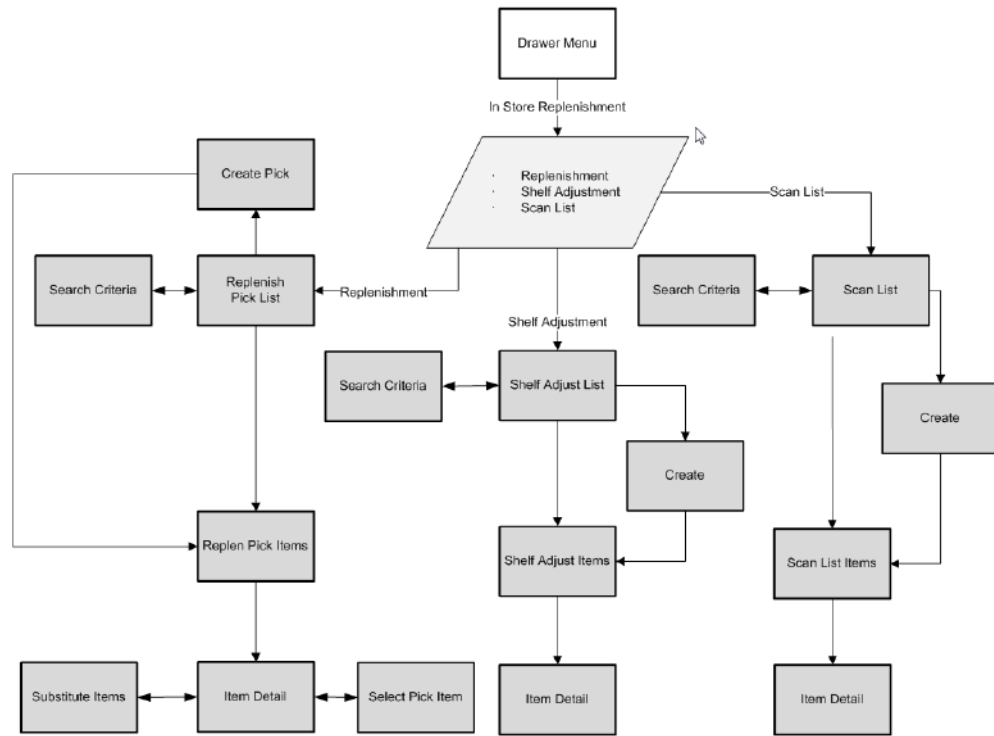 Drawer Menu
In Store Replenishment
· Replenishment
· Shelf Adjustment
· Scan List
Create Pick
Scan List
Search Criteria
Replenish
Pick List
Replenishment
Search Criteria
Scan List
Shelf Adjustment
Search Criteria
Shelf Adjust List
Create
Create
Replen Pick Items
Shelf Adjust Items
Scan List Items
Substitute Items
Item Detail
Select Pick Item
Item Detail
Item Detail